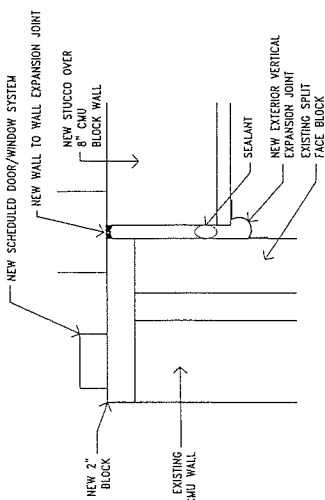 NEW SCHEDULED DOOR/WINDOW SYSTEM
NEW WALL TO WALL EXPANSION JOINT
NEW STUCCO OVER
8" CMU
BLOCK WALL
SEALANT
NEW EXTERIOR VERTICAL
EXPANSION JOINT
EXISTING SPLIT
FACE BLOCK
NEW 2"
BLOCK
EXISTING
CMU WALL